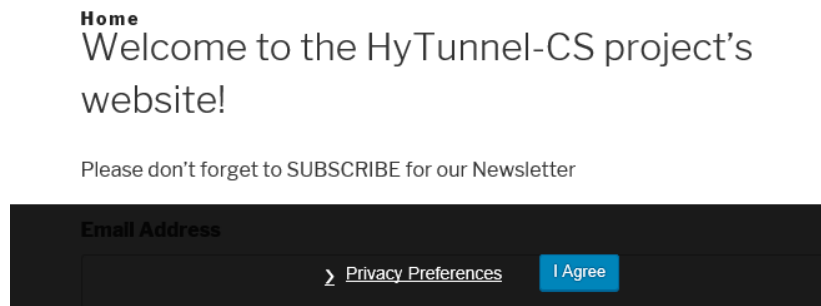 Home
Welcome to the HyTunnel-CS project’s
website!
Please don’t forget to SUBSCRIBE for our Newsletter
Email Address
❯ Privacy Preferences
I Agree